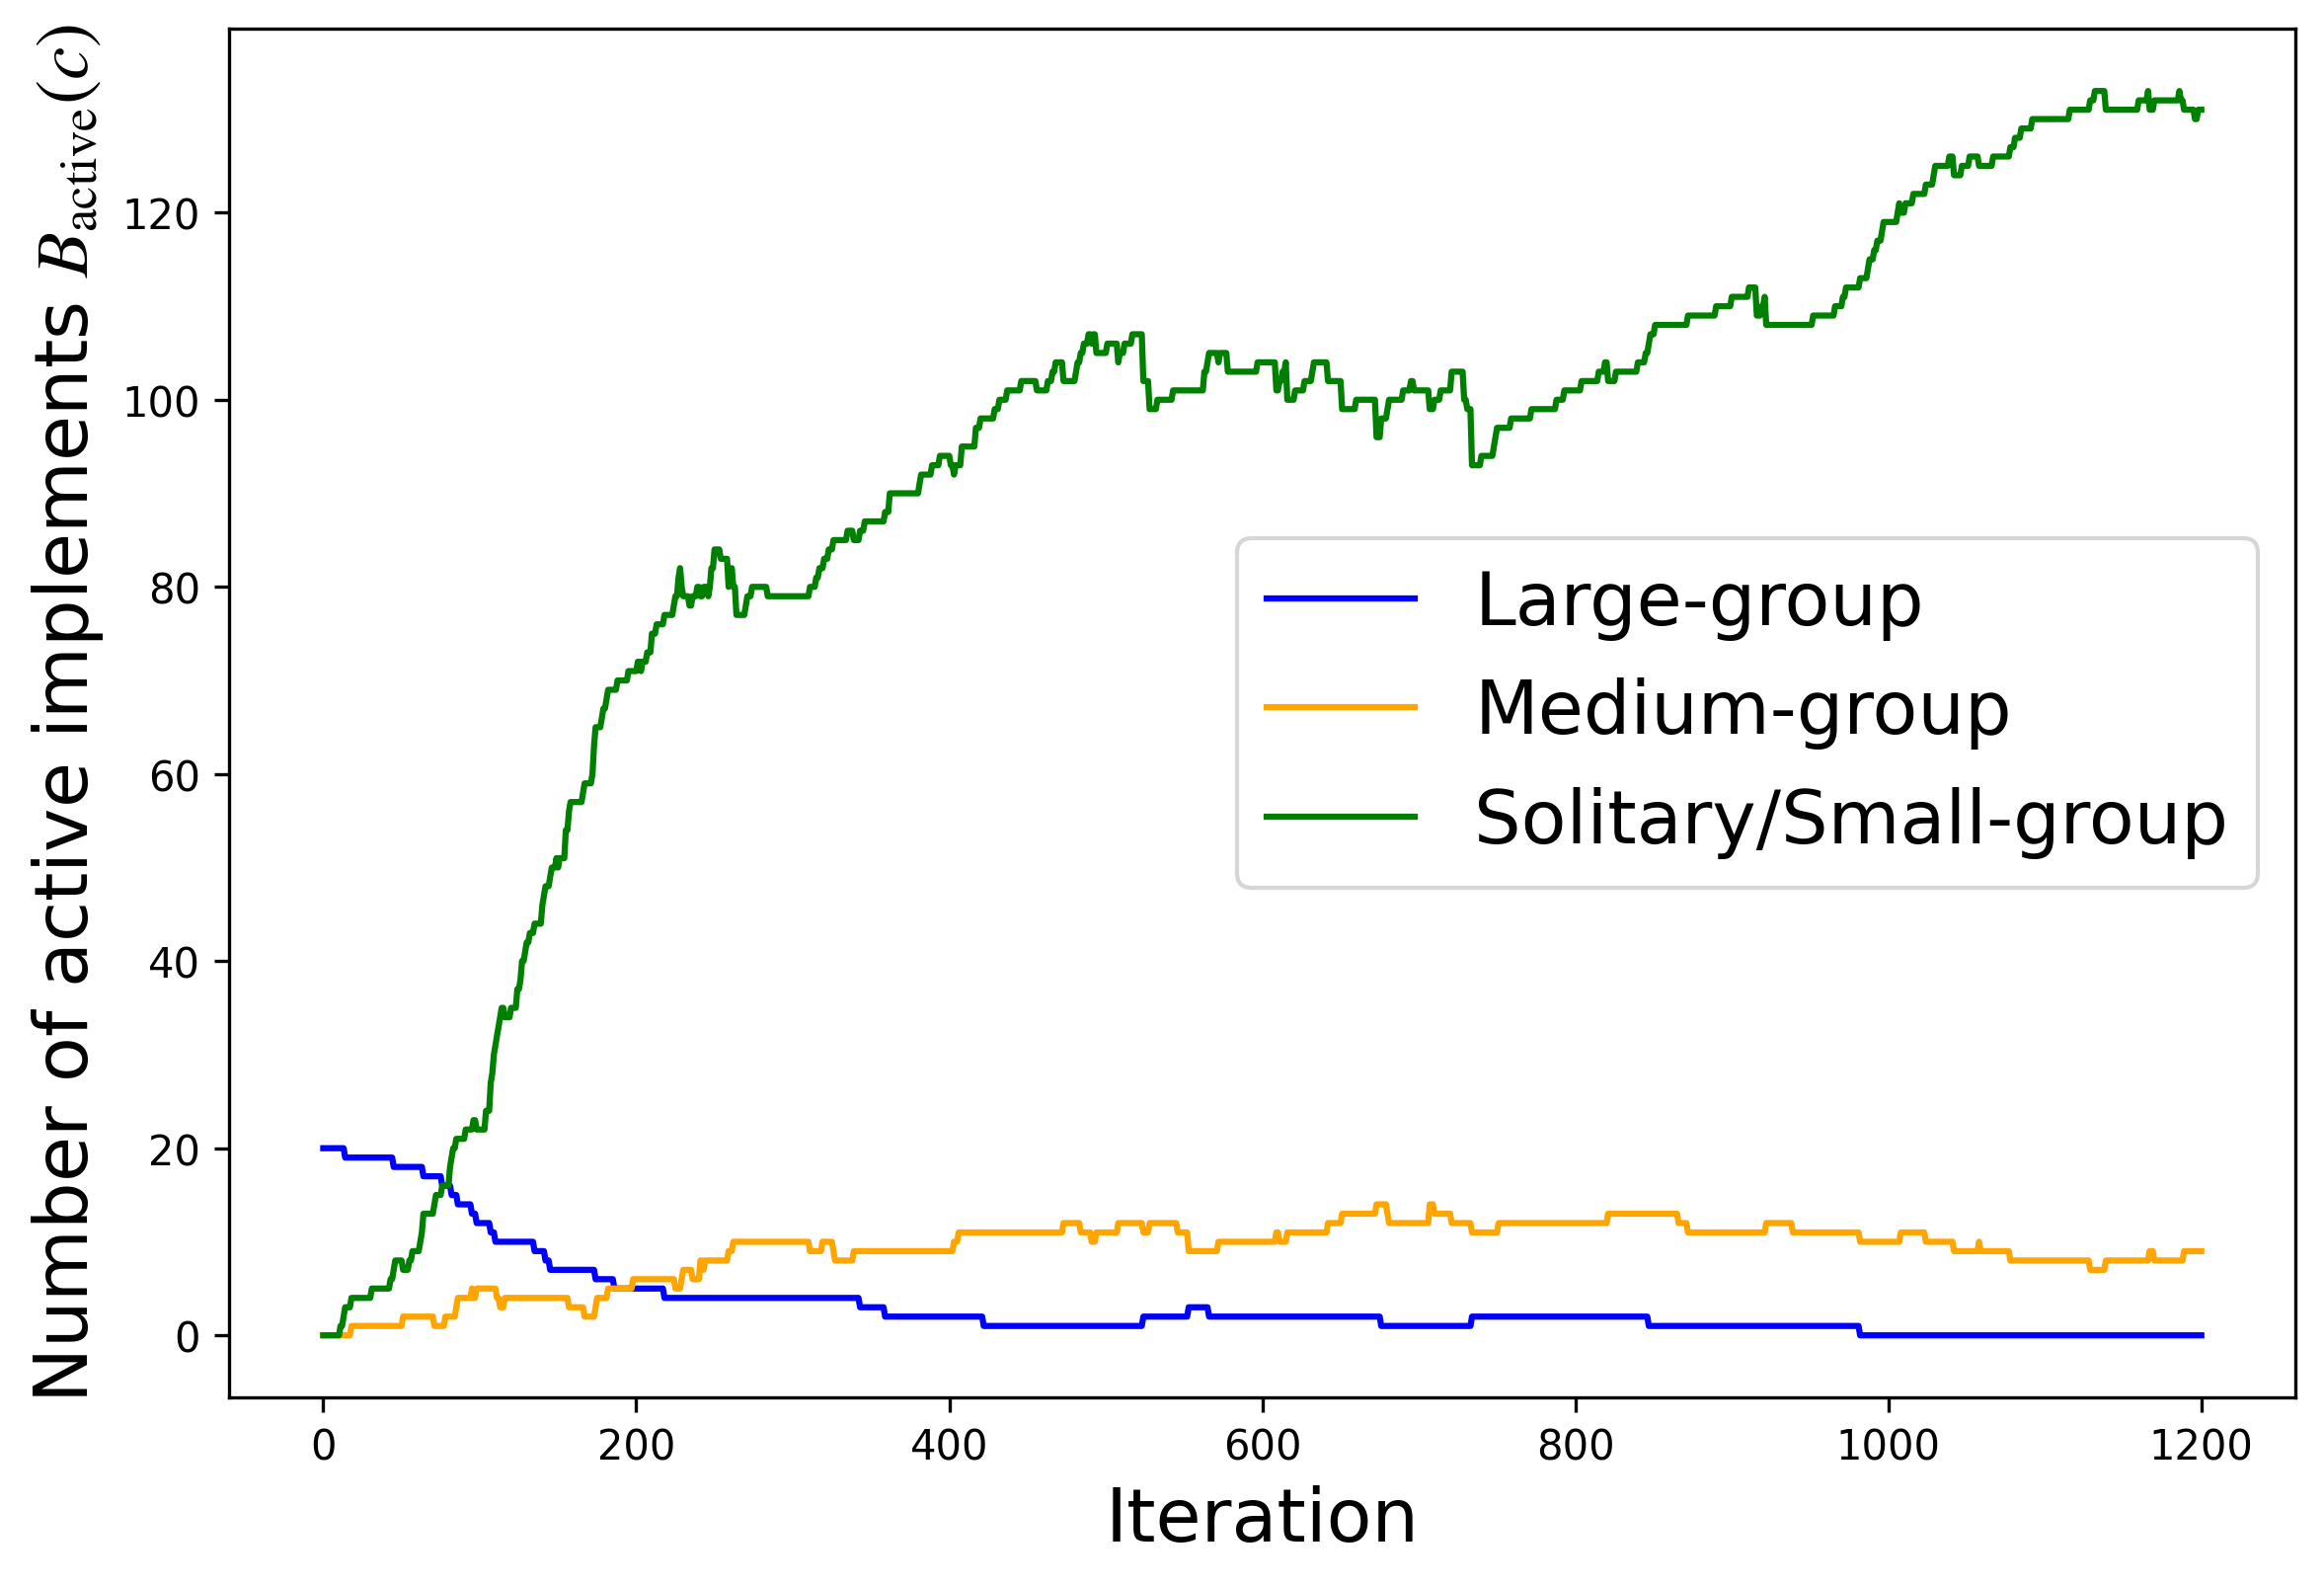 Number of active implements B_active(c)
120
100
80
60
40
20
0
Large-group
Medium-group
Solitary/Small-group
0 200 400 600 800 1000 1200
Iteration